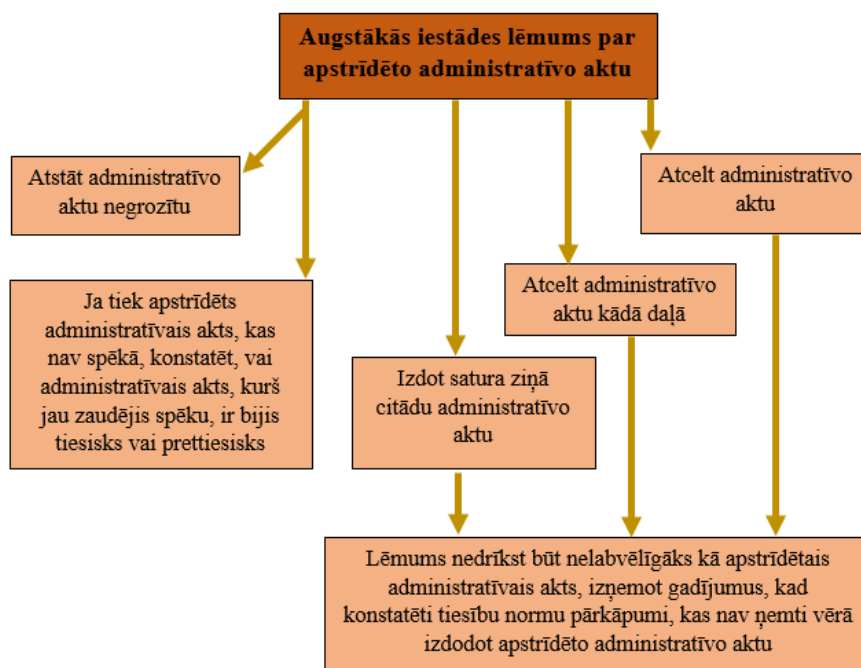 Augstākās iestādes lēmums par
apstrīdēto administratīvo aktu
Atstāt administratīvo
aktu negrozītu
Ja tiek apstrīdēts
administratīvais akts, kas
nav spēkā, konstatēt, vai
administratīvais akts, kurš
jau zaudējis spēku, ir bijis
tiesisks vai prettiesisks
Izdot satura ziņā
citādu administratīvo
aktu
Atcelt administratīvo
aktu kādā daļā
Atcelt administratīvo
aktu
Lēmums nedrīkst būt nelabvēlīgāks kā apstrīdētais
administratīvais akts, izņemot gadījumus, kad
konstatēti tiesību normu pārkāpumi, kas nav ņemti vērā
izdodot apstrīdēto administratīvo aktu